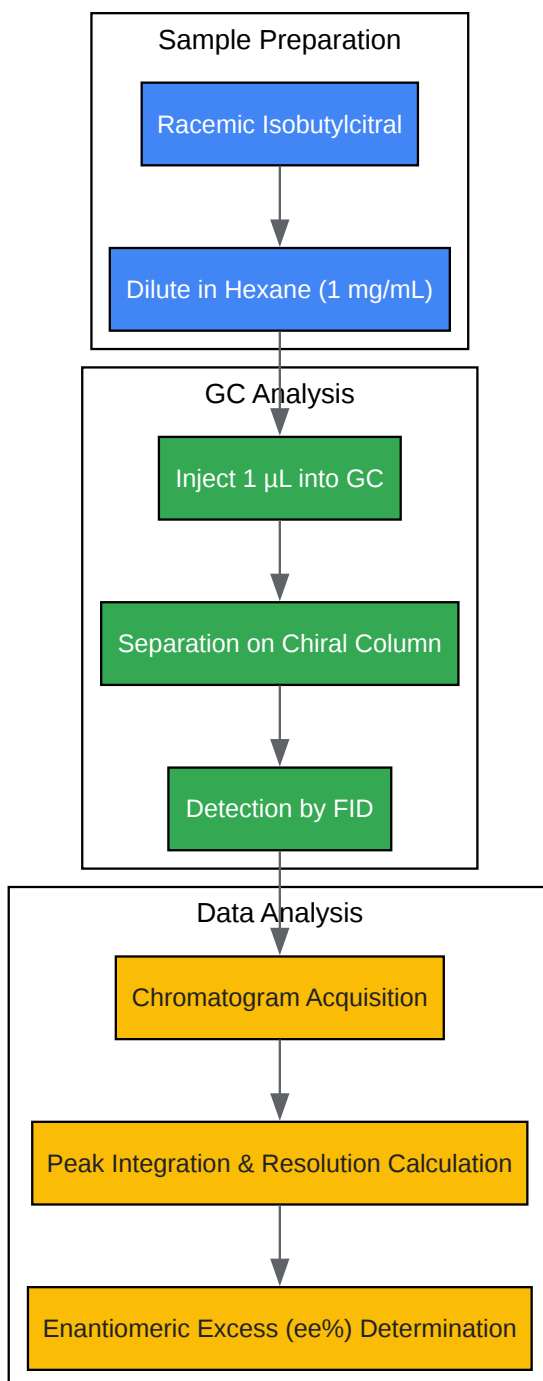 Sample Preparation
Racemic Isobutylcitral
Dilute in Hexane (1 mg/mL)
GC Analysis
Inject 1 µL into GC
Separation on Chiral Column
Detection by FID
Data Analysis
Chromatogram Acquisition
Peak Integration & Resolution Calculation
Enantiomeric Excess (ee%) Determination